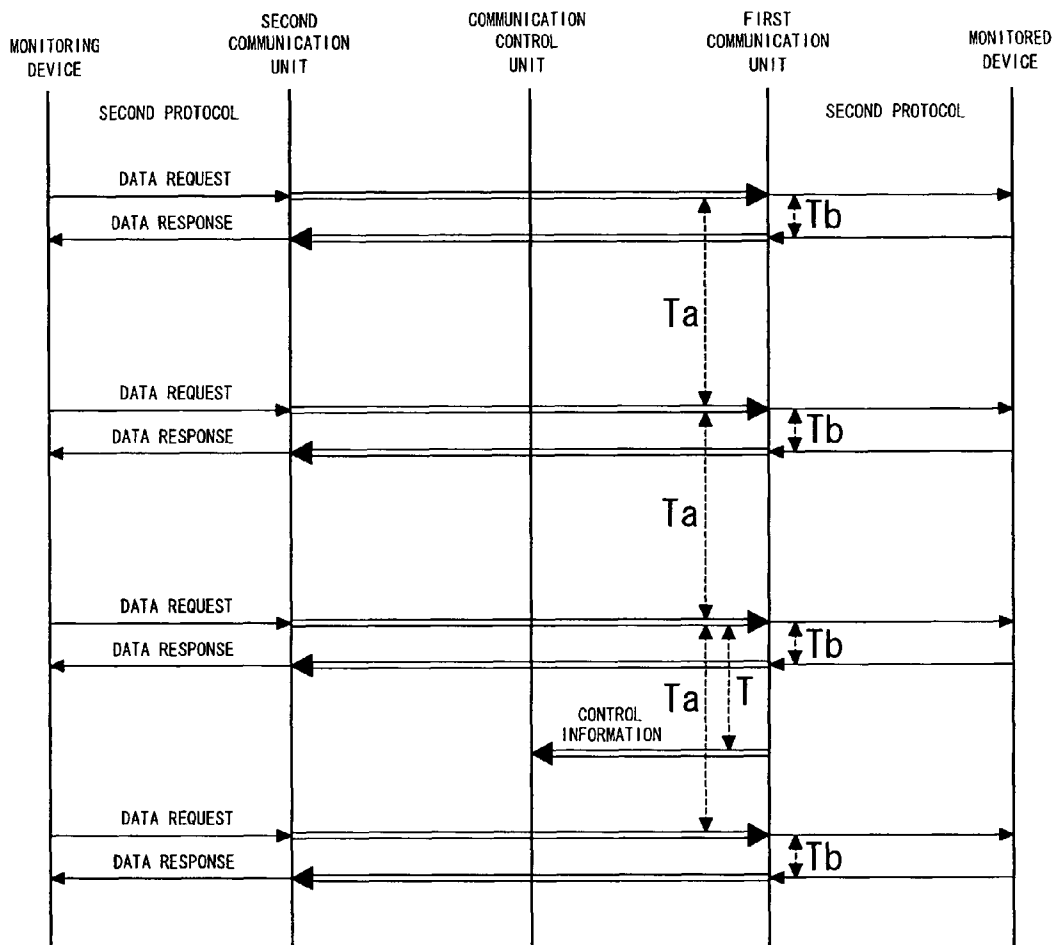 MONITORING
DEVICE
SECOND
COMMUNICATION
UNIT
COMMUNICATION
CONTROL
UNIT
FIRST
COMMUNICATION
UNIT
MONITORED
DEVICE
SECOND PROTOCOL
SECOND PROTOCOL
DATA REQUEST
DATA RESPONSE
Tb
Ta
DATA REQUEST
DATA RESPONSE
Tb
Ta
DATA REQUEST
DATA RESPONSE
Tb
Ta
T
CONTROL
INFORMATION
DATA REQUEST
DATA RESPONSE
Tb